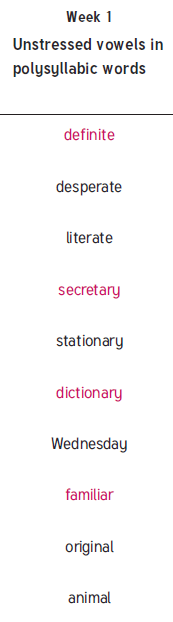 Week 1
Unstressed vowels in
polysyllabic words
definite
desperate
literate
secretary
stationary
dictionary
Wednesday
familiar
original
animal